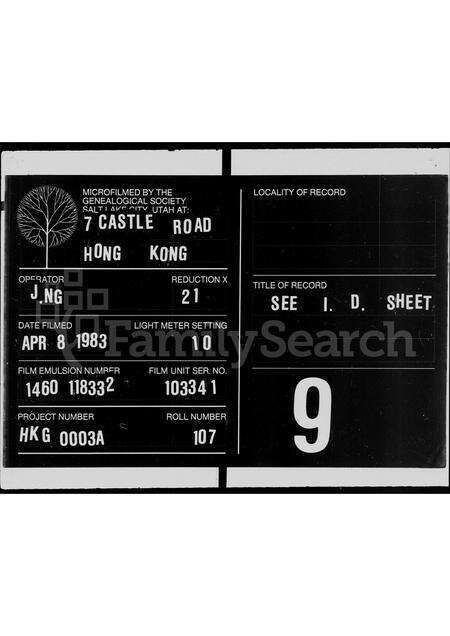 MICROFILMED BY THE
GENEALOGICAL SOCIETY
SALT LAKE CITY, UTAH AT:
7 CASTLE ROAD
HONG KONG
OPERATOR REDUCTION X
J.NG 21
DATE FILMED LIGHT METER SETTING
APR 8 1983 10
FILM EMULSION NUMBER FILM UNIT SER. NO.
1460 118332 103341
PROJECT NUMBER ROLL NUMBER
HKG 0003A 107
LOCALITY OF RECORD
TITLE OF RECORD
SEE I. D. SHEET
9
FamilySearch